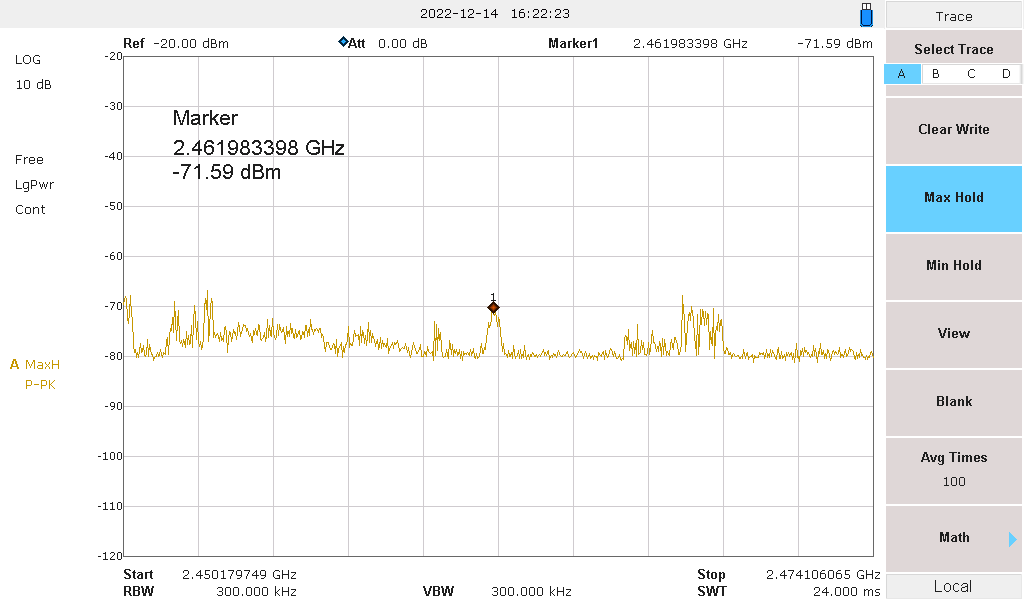 2022-12-14 16:22:23
Trace
Ref -20.00 dBm Att 0.00 dB Marker1 2.461983398 GHz -71.59 dBm
Select Trace
A B C D
LOG
10 dB
Free
LgPwr
Cont
A MaxH
P-PK
-20
-30
-40
-50
-60
-70
-80
-90
-100
-110
-120
Marker
2.461983398 GHz
-71.59 dBm
1
Start 2.450179749 GHz Stop 2.474106065 GHz
RBW 300.000 kHz VBW 300.000 kHz SWT 24.000 ms
Clear Write
Max Hold
Min Hold
View
Blank
Avg Times
100
Math
Local